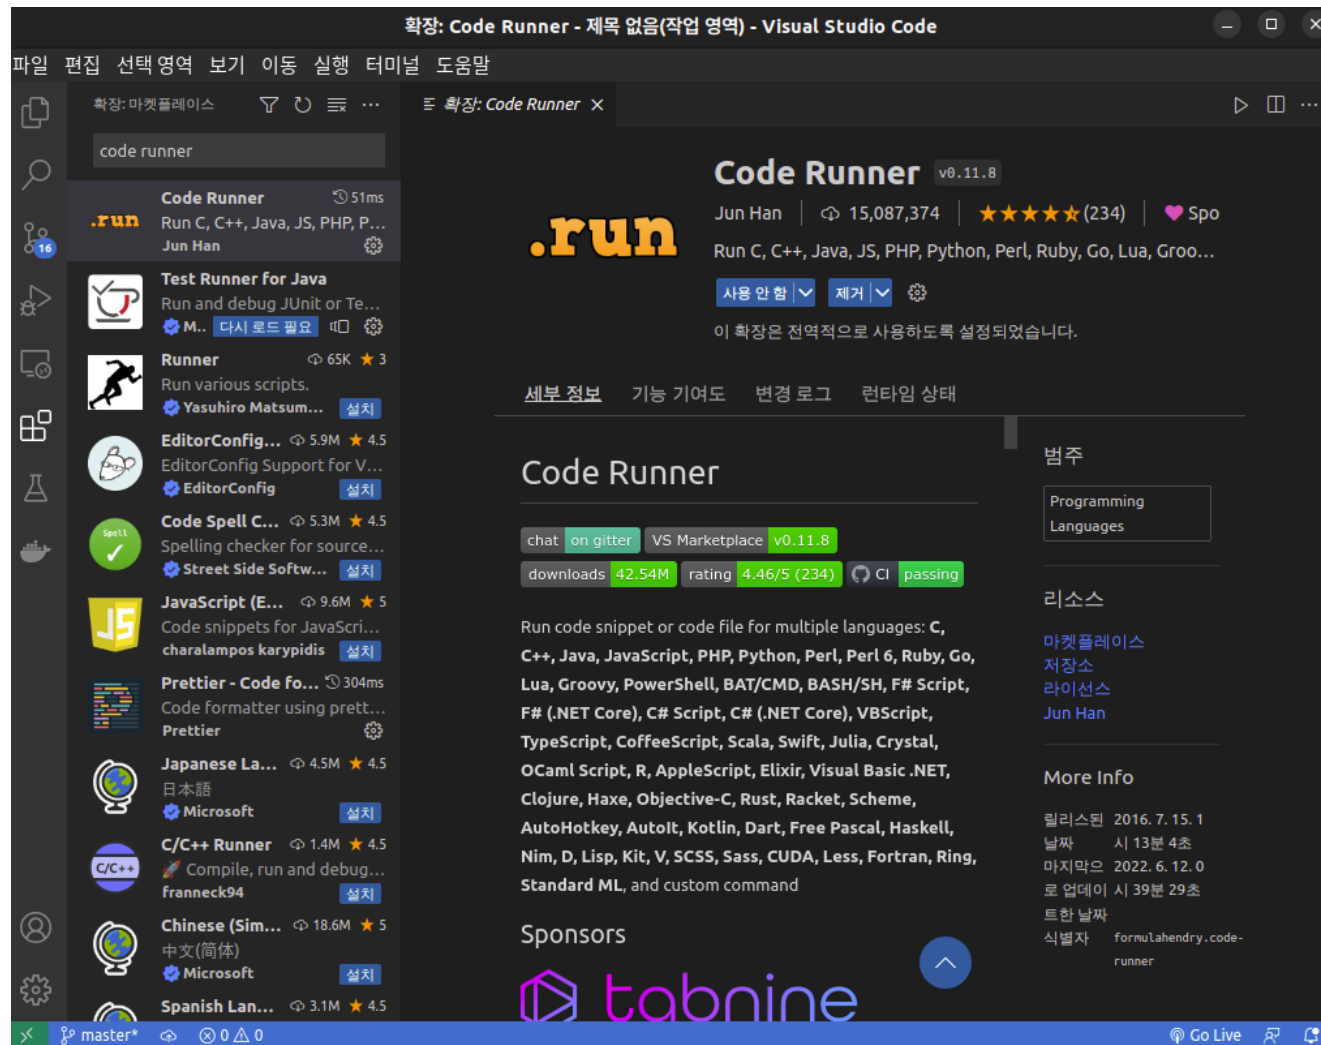 확장: Code Runner - 제목 없음(작업 영역) - Visual Studio Code
파일 편집 선택 영역 보기 이동 실행 터미널 도움말
확장: 마켓플레이스
code runner
Code Runner 51ms
Run C, C++, Java, JS, PHP, P...
Jun Han
Test Runner for Java
Run and debug JUnit or Te...
M.. 다시 로드 필요
Runner 65K ★ 3
Run various scripts.
Yasuhiro Matsum... 설치
EditorConfig... 5.9M ★ 4.5
EditorConfig Support for V...
EditorConfig 설치
Spell
Code Spell C... 5.3M ★ 4.5
Spelling checker for source...
Street Side Softw... 설치
JS
JavaScript (E... 9.6M ★ 5
Code snippets for JavaScri...
charalampos karypidis 설치
Prettier - Code fo... 304ms
Code formatter using prett...
Prettier
Japanese La... 4.5M ★ 4.5
日本語
Microsoft 설치
C/C++
C/C++ Runner 1.4M ★ 4.5
🚀 Compile, run and debug...
franneck94 설치
Chinese (Sim... 18.6M ★ 5
中文(简体)
Microsoft 설치
Spanish Lan... 3.1M ★ 4.5
16
.run
확장: Code Runner
.run
Code Runner v0.11.8
Jun Han 15,087,374 (234) Spo
Run C, C++, Java, JS, PHP, Python, Perl, Ruby, Go, Lua, Groo...
사용 안 함 제거
이 확장은 전역적으로 사용하도록 설정되었습니다.
세부 정보 기능 기여도 변경 로그 런타임 상태
Code Runner
chat on gitter VS Marketplace v0.11.8
downloads 42.54M rating 4.46/5 (234) CI passing
Run code snippet or code file for multiple languages: C,
C++, Java, JavaScript, PHP, Python, Perl, Perl 6, Ruby, Go,
Lua, Groovy, PowerShell, BAT/CMD, BASH/SH, F# Script,
F# (.NET Core), C# Script, C# (.NET Core), VBScript,
TypeScript, CoffeeScript, Scala, Swift, Julia, Crystal,
OCaml Script, R, AppleScript, Elixir, Visual Basic .NET,
Clojure, Haxe, Objective-C, Rust, Racket, Scheme,
AutoHotkey, AutoIt, Kotlin, Dart, Free Pascal, Haskell,
Nim, D, Lisp, Kit, V, SCSS, Sass, CUDA, Less, Fortran, Ring,
Standard ML, and custom command
Sponsors
tabnine
범주
Programming
Languages
리소스
마켓플레이스
저장소
라이선스
Jun Han
More Info
릴리스된 2016. 7. 15. 1
날짜 시 13분 4초
마지막으 2022. 6. 12. 0
로 업데이 시 39분 29초
트한 날짜
식별자 formulahendry.code-
runner
master* 0 0 Go Live